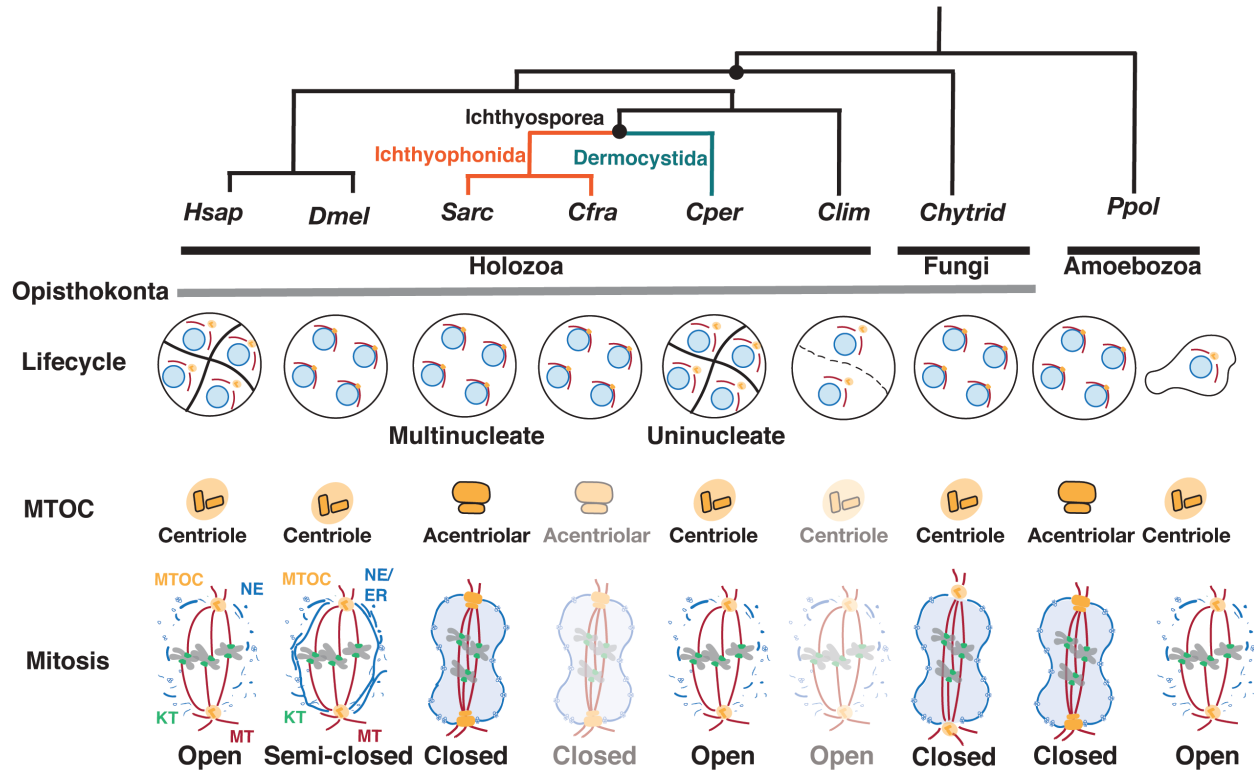 Ichthyosporea
Ichthyophonida
Dermocystida
Hsap
Dmel
Sarc
Cfra
Cper
Clim
Chytrid
Ppol
Holozoa
Fungi
Amoebozoa
Opisthokonta
Lifecycle
Multinucleate
Uninucleate
MTOC
Centriole
Centriole
Acentriolar
Acentriolar
Centriole
Centriole
Centriole
Acentriolar
Centriole
MTOC
NE
MTOC
NE/
ER
Mitosis
KT
MT
KT
MT
Open
Semi-closed
Closed
Closed
Open
Open
Closed
Closed
Open